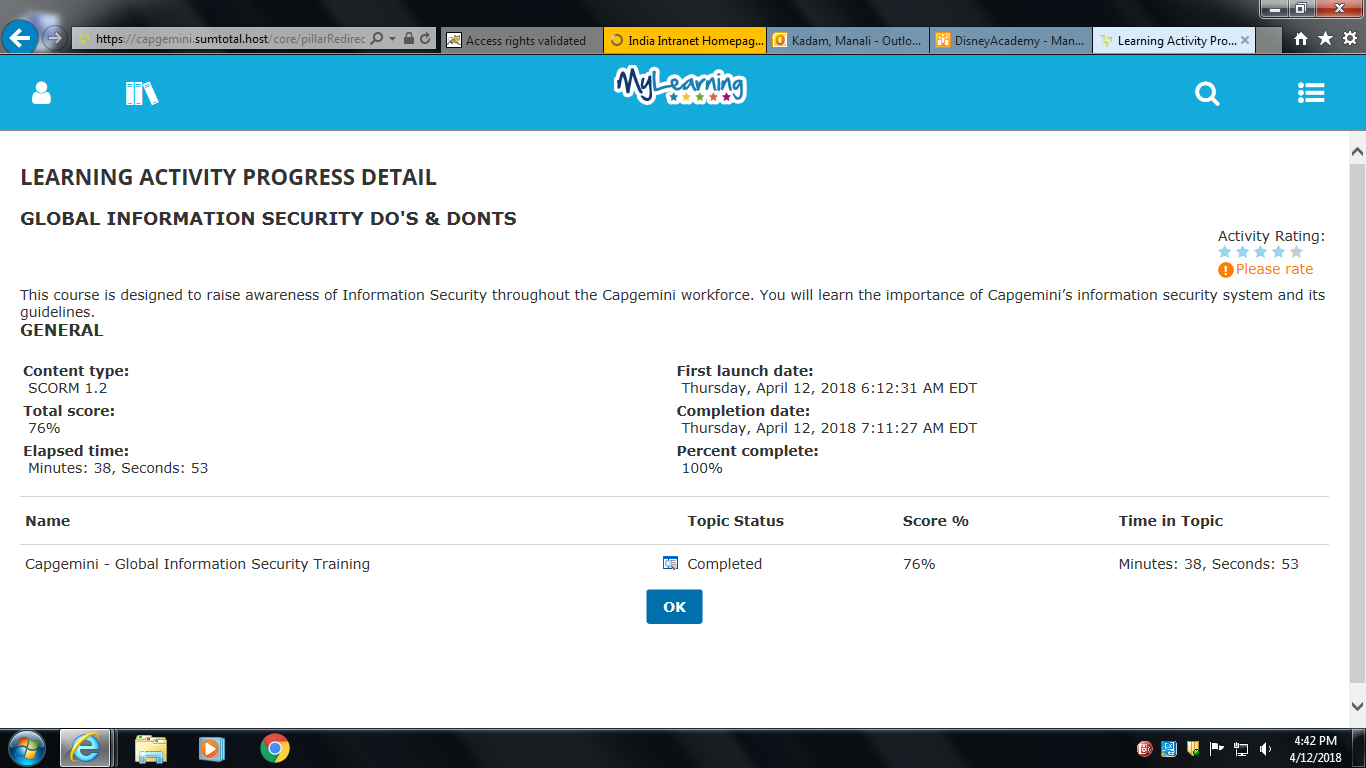 https://capgemini.sumtotal.host/core/pillarRedirec
Access rights validated
India Intranet Homepag...
Kadam, Manali - Outlo...
DisneyAcademy - Man...
Learning Activity Pro...
MyLearning
LEARNING ACTIVITY PROGRESS DETAIL
GLOBAL INFORMATION SECURITY DO'S & DONTS
Activity Rating:
Please rate
This course is designed to raise awareness of Information Security throughout the Capgemini workforce. You will learn the importance of Capgemini’s information security system and its
guidelines.
GENERAL
Content type:
SCORM 1.2
Total score:
76%
Elapsed time:
Minutes: 38, Seconds: 53
First launch date:
Thursday, April 12, 2018 6:12:31 AM EDT
Completion date:
Thursday, April 12, 2018 7:11:27 AM EDT
Percent complete:
100%
Name Topic Status Score % Time in Topic
Capgemini - Global Information Security Training Completed 76% Minutes: 38, Seconds: 53
OK
4:42 PM
4/12/2018